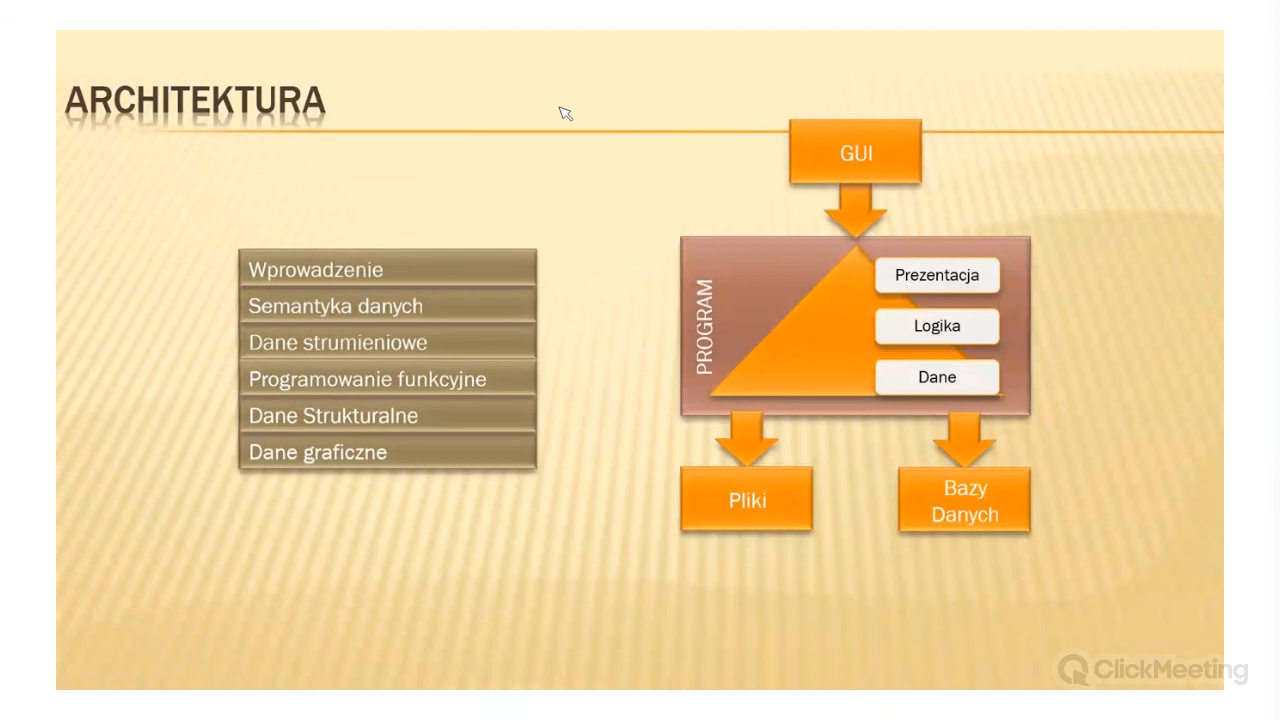 ARCHITEKTURA
Wprowadzenie
Semantyka danych
Dane strumieniowe
Programowanie funkcyjne
Dane Strukturalne
Dane graficzne
GUI
PROGRAM
Prezentacja
Logika
Dane
Pliki
Bazy
Danych
ClickMeeting